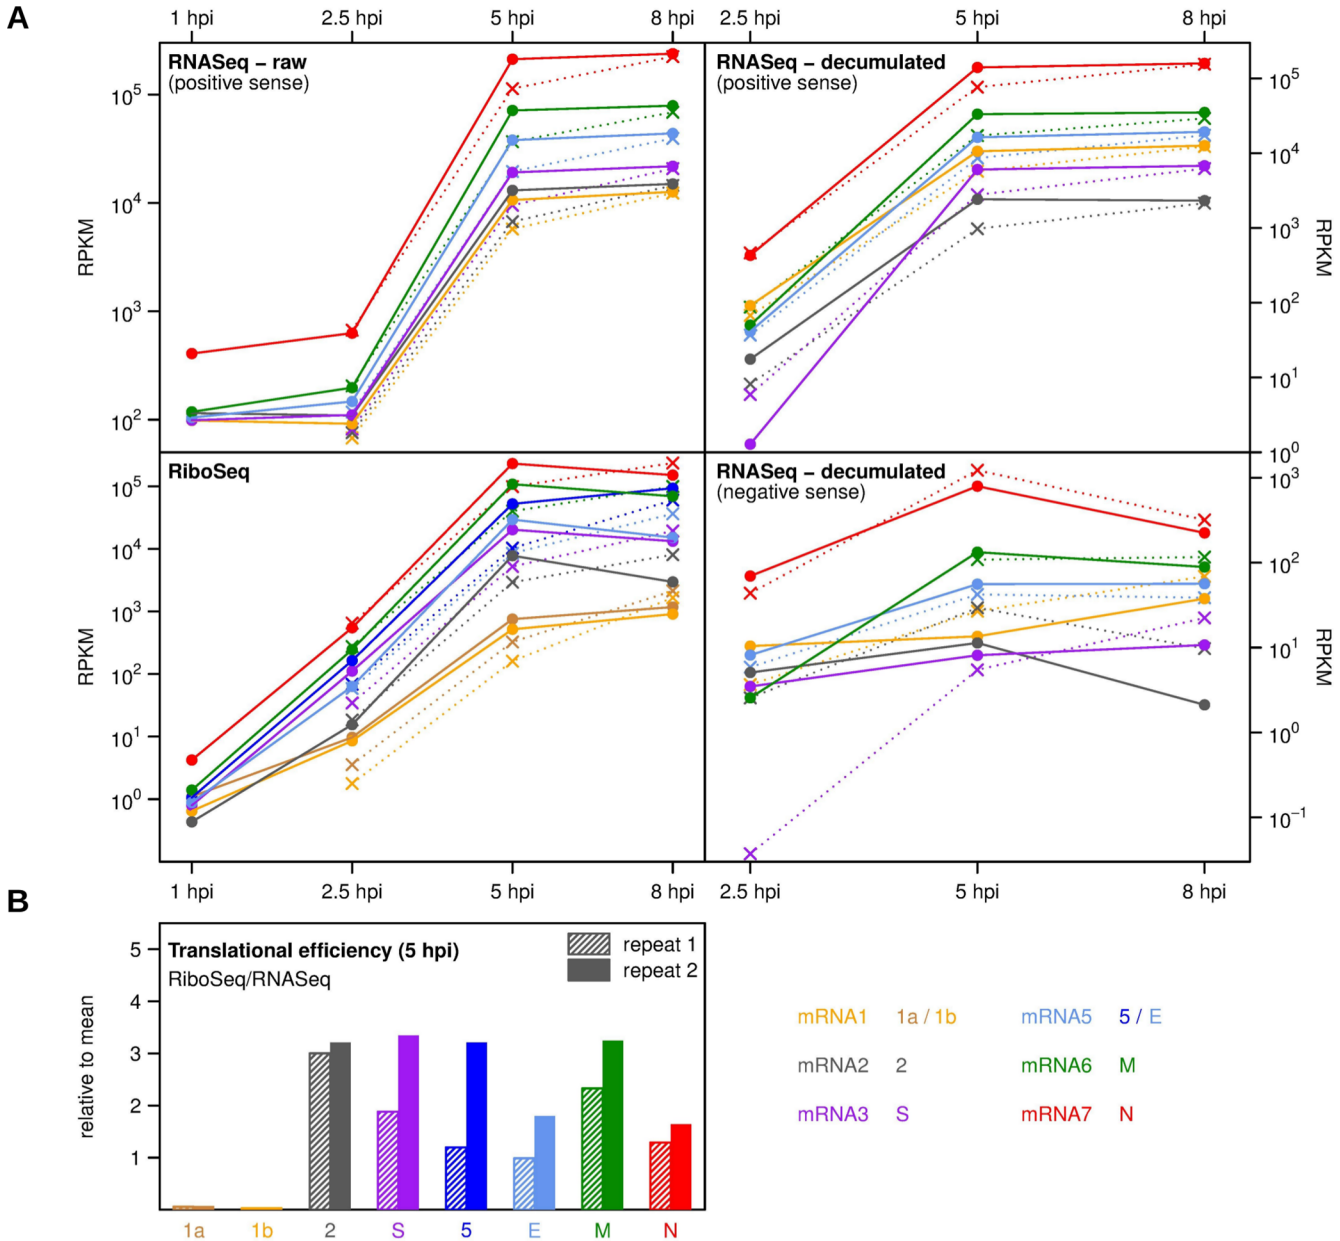 A
1 hpi 2.5 hpi 5 hpi 8 hpi 2.5 hpi 5 hpi 8 hpi
RNASeq − raw
(positive sense)
RPKM
10^5
10^4
10^3
10^2
RNASeq − decumulated
(positive sense)
10^5
10^4
10^3
10^2
10^1
10^0
RPKM
RiboSeq
RPKM
10^5
10^4
10^3
10^2
10^1
10^0
RNASeq − decumulated
(negative sense)
10^3
10^2
10^1
10^0
10^−1
RPKM
1 hpi 2.5 hpi 5 hpi 8 hpi 2.5 hpi 5 hpi 8 hpi
B
Translational efficiency (5 hpi)
RiboSeq/RNASeq
repeat 1
repeat 2
relative to mean
5
4
3
2
1
1a 1b 2 S 5 E M N
mRNA1 1a / 1b mRNA5 5 / E
mRNA2 2 mRNA6 M
mRNA3 S mRNA7 N